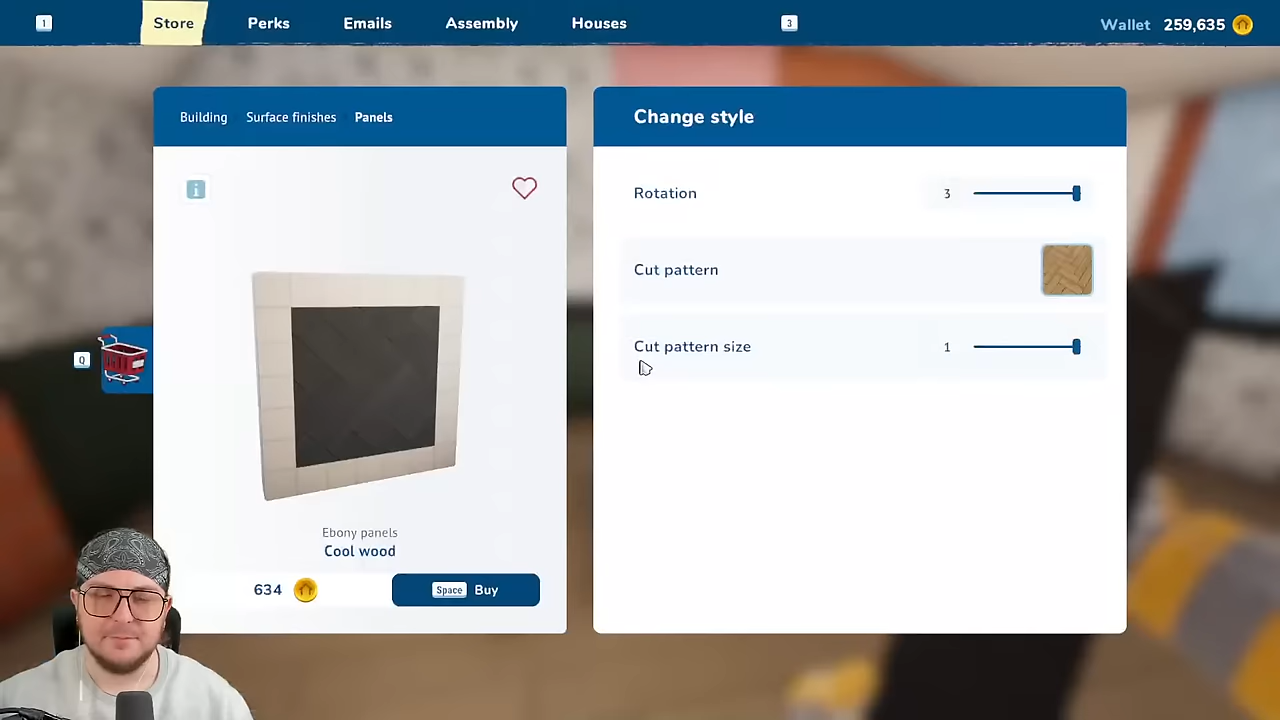 1 Store Perks Emails Assembly Houses 3 Wallet 259,635
Building Surface finishes Panels
Change style
i
Rotation 3
Cut pattern
Cut pattern size 1
Q
Ebony panels
Cool wood
634 Space Buy